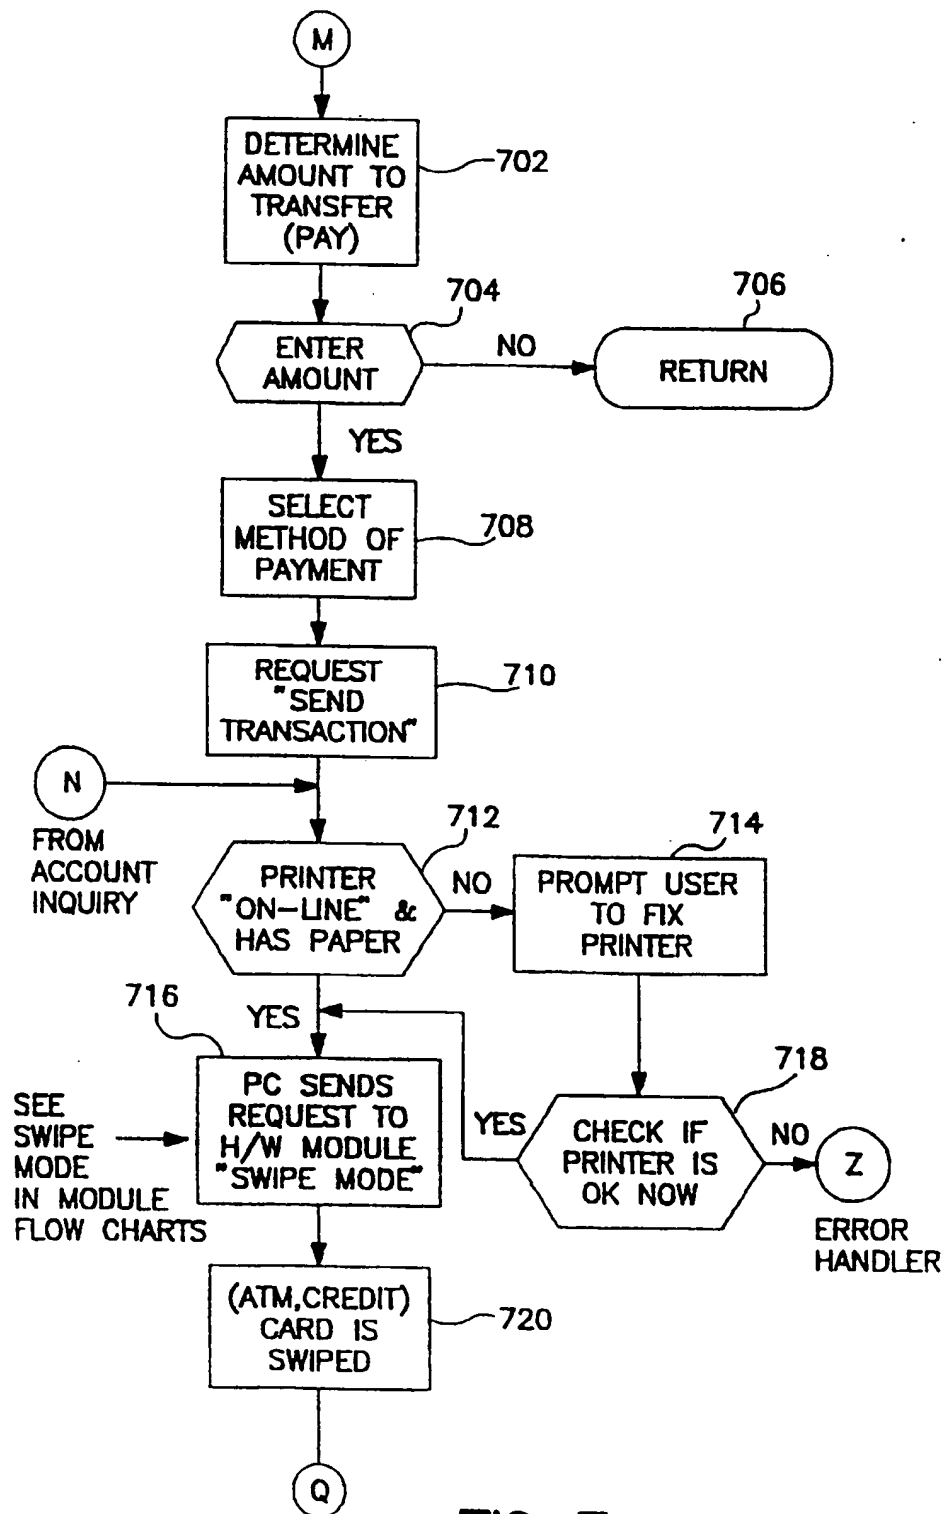 M
DETERMINE
AMOUNT TO
TRANSFER
(PAY)
702
704
ENTER
AMOUNT
NO
706
RETURN
YES
SELECT
METHOD OF
PAYMENT
708
REQUEST
"SEND
TRANSACTION"
710
N
FROM
ACCOUNT
INQUIRY
712
PRINTER
"ON-LINE" &
HAS PAPER
NO
714
PROMPT USER
TO FIX
PRINTER
716
YES
PC SENDS
REQUEST TO
H/W MODULE
"SWIPE MODE"
SEE
SWIPE
MODE
IN MODULE
FLOW CHARTS
718
YES
CHECK IF
PRINTER IS
OK NOW
NO
Z
ERROR
HANDLER
(ATM,CREDIT)
CARD IS
SWIPED
720
Q